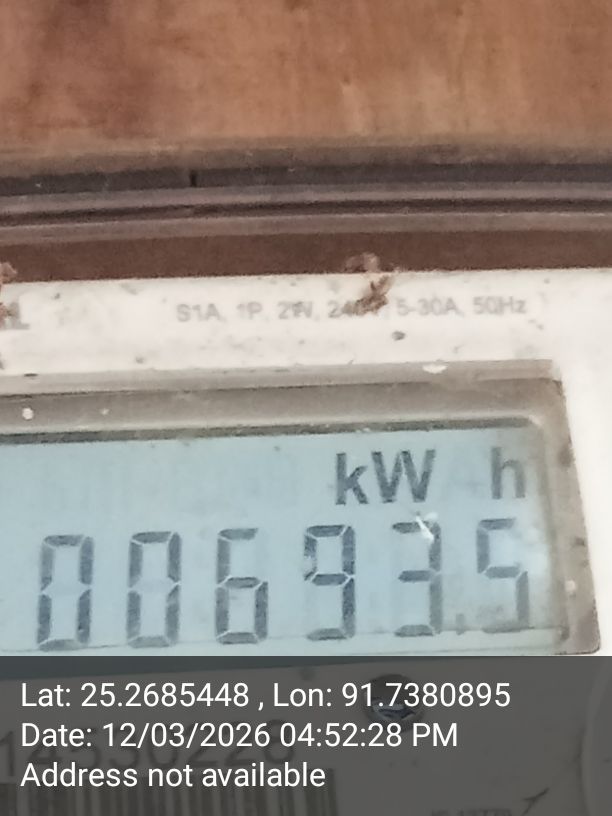 S1A, 1P, 2W, 240V, 5-30A, 50Hz
kW h
00693.5
Lat: 25.2685448 , Lon: 91.7380895
Date: 12/03/2026 04:52:28 PM
Address not available